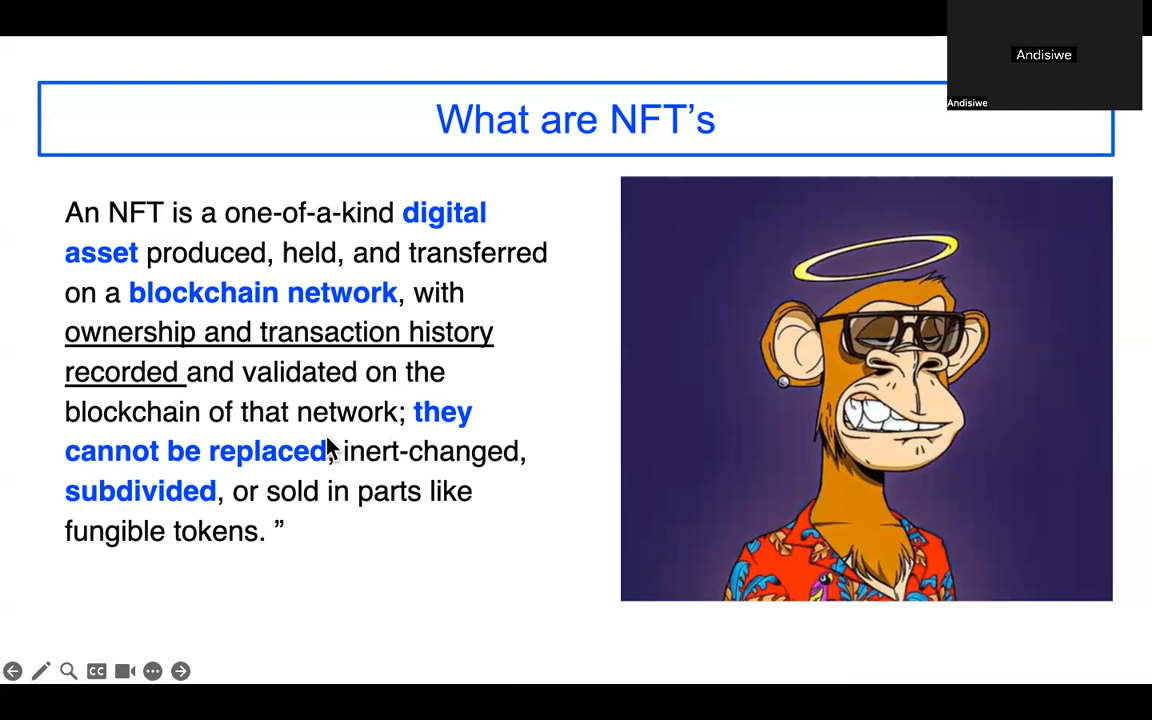 Andisiwe
Andisiwe
What are NFT’s
An NFT is a one-of-a-kind digital
asset produced, held, and transferred
on a blockchain network, with
ownership and transaction history
recorded and validated on the
blockchain of that network; they
cannot be replaced, inert-changed,
subdivided, or sold in parts like
fungible tokens. ”
CC